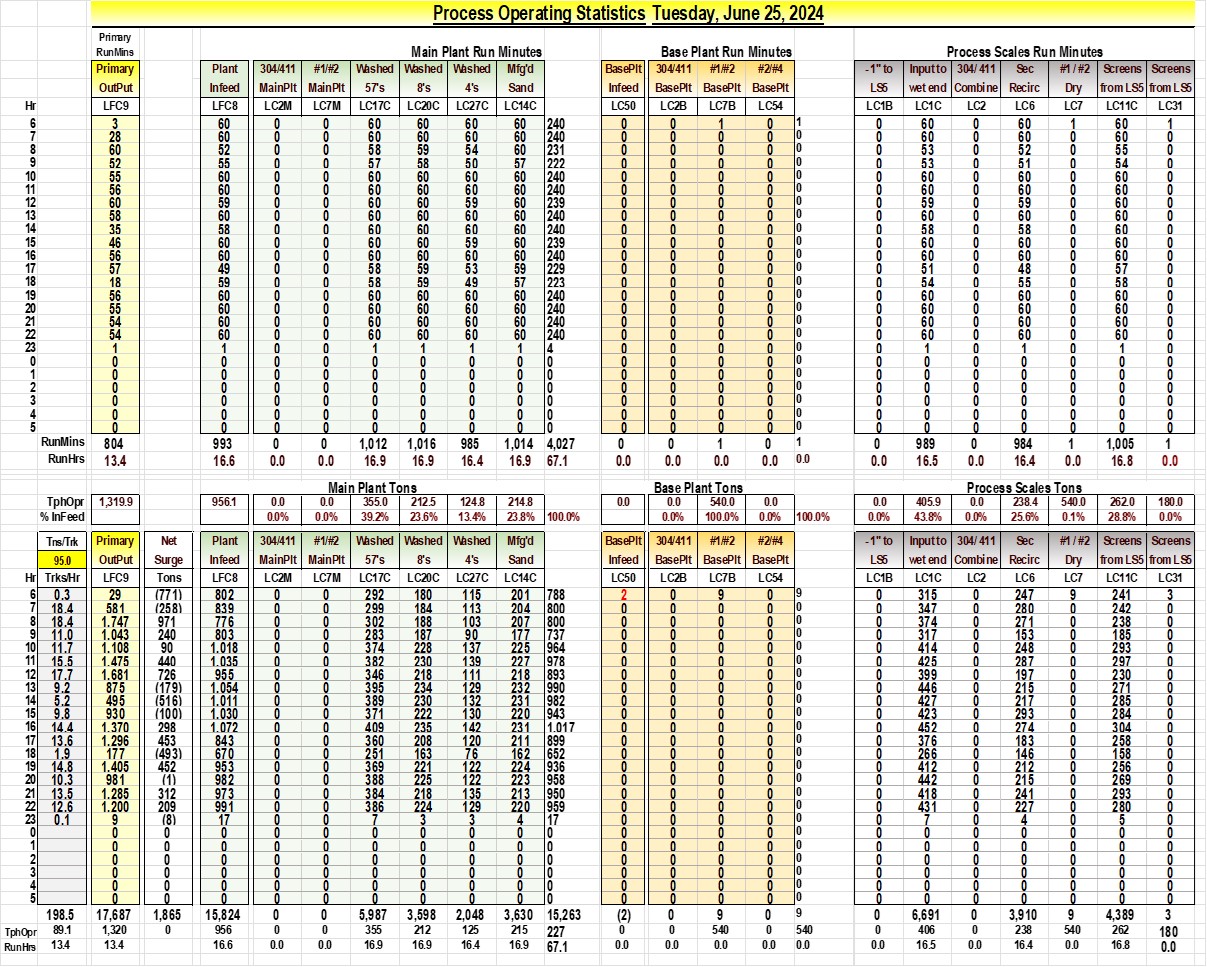 Process Operating Statistics Tuesday, June 25, 2024
Primary
RunMins Main Plant Run Minutes Base Plant Run Minutes Process Scales Run Minutes
Primary Plant 304/411 #1/#2 Washed Washed Washed Mfg'd BasePlt 304/411 #1/#2 #2/#4 -1" to Input to 304/411 Sec #1/#2 Screens Screens
OutPut Infeed MainPlt MainPlt 57's 8's 4's Sand Infeed BasePlt BasePlt BasePlt LS5 wet end Combine Recirc Dry from LS5 from LS5
Hr LFC9 LFC8 LC2M LC7M LC17C LC20C LC27C LC14C LC50 LC2B LC7B LC54 LC1B LC1C LC2 LC6 LC7 LC11C LC31
6 3 60 0 0 60 60 60 60 240 0 0 1 0 1 0 60 0 60 1 60 1
7 28 60 0 0 60 60 60 60 240 0 0 0 0 0 0 60 0 60 0 60 0
8 60 52 0 0 58 59 54 60 231 0 0 0 0 0 0 53 0 52 0 55 0
9 52 55 0 0 57 58 50 57 222 0 0 0 0 0 0 53 0 51 0 54 0
10 55 60 0 0 60 60 60 60 240 0 0 0 0 0 0 60 0 60 0 60 0
11 56 60 0 0 60 60 60 60 240 0 0 0 0 0 0 60 0 60 0 60 0
12 60 59 0 0 60 60 59 60 239 0 0 0 0 0 0 59 0 59 0 60 0
13 58 60 0 0 60 60 60 60 240 0 0 0 0 0 0 60 0 60 0 60 0
14 35 58 0 0 60 60 60 60 240 0 0 0 0 0 0 58 0 58 0 60 0
15 46 60 0 0 60 60 59 60 239 0 0 0 0 0 0 60 0 60 0 60 0
16 56 60 0 0 60 60 60 60 240 0 0 0 0 0 0 60 0 60 0 60 0
17 57 49 0 0 58 59 53 59 229 0 0 0 0 0 0 51 0 48 0 57 0
18 18 59 0 0 58 59 49 57 223 0 0 0 0 0 0 54 0 55 0 58 0
19 56 60 0 0 60 60 60 60 240 0 0 0 0 0 0 60 0 60 0 60 0
20 55 60 0 0 60 60 60 60 240 0 0 0 0 0 0 60 0 60 0 60 0
21 54 60 0 0 60 60 60 60 240 0 0 0 0 0 0 60 0 60 0 60 0
22 54 60 0 0 60 60 60 60 240 0 0 0 0 0 0 60 0 60 0 60 0
23 1 1 0 0 1 1 1 1 4 0 0 0 0 0 0 1 0 1 0 1 0
0 0 0 0 0 0 0 0 0 0 0 0 0 0 0 0 0 0 0 0 0 0
1 0 0 0 0 0 0 0 0 0 0 0 0 0 0 0 0 0 0 0 0 0
2 0 0 0 0 0 0 0 0 0 0 0 0 0 0 0 0 0 0 0 0 0
3 0 0 0 0 0 0 0 0 0 0 0 0 0 0 0 0 0 0 0 0 0
4 0 0 0 0 0 0 0 0 0 0 0 0 0 0 0 0 0 0 0 0 0
5 0 0 0 0 0 0 0 0 0 0 0 0 0 0 0 0 0 0 0 0 0
RunMins 804 993 0 0 1,012 1,016 985 1,014 4,027 0 0 1 0 1 0 989 0 984 1 1,005 1
RunHrs 13.4 16.6 0.0 0.0 16.9 16.9 16.4 16.9 67.1 0.0 0.0 0.0 0.0 0.0 0.0 16.5 0.0 16.4 0.0 16.8 0.0
Main Plant Tons Base Plant Tons Process Scales Tons
TphOpr 1,319.9 956.1 0.0 0.0 355.0 212.5 124.8 214.8 0.0 0.0 540.0 0.0 0.0 405.9 0.0 238.4 540.0 262.0 180.0
% InFeed 0.0% 0.0% 39.2% 23.6% 13.4% 23.8% 100.0% 0.0% 100.0% 0.0% 100.0% 0.0% 43.8% 0.0% 25.6% 0.1% 28.8% 0.0%
Tns/Trk Primary Net Plant 304/411 #1/#2 Washed Washed Washed Mfg'd BasePlt 304/411 #1/#2 #2/#4 -1" to Input to 304/411 Sec #1/#2 Screens Screens
95.0 OutPut Surge Infeed MainPlt MainPlt 57's 8's 4's Sand Infeed BasePlt BasePlt BasePlt LS5 wet end Combine Recirc Dry from LS5 from LS5
Hr Trks/Hr LFC9 Tons LFC8 LC2M LC7M LC17C LC20C LC27C LC14C LC50 LC2B LC7B LC54 LC1B LC1C LC2 LC6 LC7 LC11C LC31
6 0.3 29 (771) 802 0 0 292 180 115 201 788 2 0 9 0 9 0 315 0 247 9 241 3
7 18.4 581 (258) 839 0 0 299 184 113 204 800 0 0 0 0 0 0 347 0 280 0 242 0
8 18.4 1.747 971 776 0 0 302 188 103 207 800 0 0 0 0 0 0 374 0 271 0 238 0
9 11.0 1.043 240 803 0 0 283 187 90 177 737 0 0 0 0 0 0 317 0 153 0 185 0
10 11.7 1.108 90 1.018 0 0 374 228 137 225 964 0 0 0 0 0 0 414 0 248 0 293 0
11 15.5 1.475 440 1.035 0 0 382 230 139 227 978 0 0 0 0 0 0 425 0 287 0 297 0
12 17.7 1.681 726 955 0 0 346 218 111 218 893 0 0 0 0 0 0 399 0 197 0 230 0
13 9.2 875 (179) 1.054 0 0 395 234 129 232 990 0 0 0 0 0 0 446 0 215 0 271 0
14 5.2 495 (516) 1.011 0 0 389 230 132 231 982 0 0 0 0 0 0 427 0 217 0 285 0
15 9.8 930 (100) 1.030 0 0 371 222 130 220 943 0 0 0 0 0 0 423 0 293 0 284 0
16 14.4 1.370 298 1.072 0 0 409 235 142 231 1.017 0 0 0 0 0 0 452 0 274 0 304 0
17 13.6 1.296 453 843 0 0 360 208 120 211 899 0 0 0 0 0 0 376 0 183 0 258 0
18 1.9 177 (493) 670 0 0 251 163 76 162 652 0 0 0 0 0 0 266 0 146 0 158 0
19 14.8 1.405 452 953 0 0 369 221 122 224 936 0 0 0 0 0 0 412 0 212 0 256 0
20 10.3 981 (1) 982 0 0 388 225 122 223 958 0 0 0 0 0 0 442 0 215 0 269 0
21 13.5 1.285 312 973 0 0 384 218 135 213 950 0 0 0 0 0 0 418 0 241 0 293 0
22 12.6 1.200 209 991 0 0 386 224 129 220 959 0 0 0 0 0 0 431 0 227 0 280 0
23 0.1 9 (8) 17 0 0 7 3 3 4 17 0 0 0 0 0 0 7 0 4 0 5 0
0 0 0 0 0 0 0 0 0 0 0 0 0 0 0 0 0 0 0 0 0 0 0
1 0 0 0 0 0 0 0 0 0 0 0 0 0 0 0 0 0 0 0 0 0 0
2 0 0 0 0 0 0 0 0 0 0 0 0 0 0 0 0 0 0 0 0 0 0
3 0 0 0 0 0 0 0 0 0 0 0 0 0 0 0 0 0 0 0 0 0 0
4 0 0 0 0 0 0 0 0 0 0 0 0 0 0 0 0 0 0 0 0 0 0
5 0 0 0 0 0 0 0 0 0 0 0 0 0 0 0 0 0 0 0 0 0 0
198.5 17,687 1,865 15,824 0 0 5,987 3,598 2,048 3,630 15,263 (2) 0 9 0 9 0 6,691 0 3,910 9 4,389 3
TphOpr 89.1 1,320 0 956 0 0 355 212 125 215 227 0 0 540 0 540 0 406 0 238 540 262 180
RunHrs 13.4 13.4 16.6 0.0 0.0 16.9 16.9 16.4 16.9 67.1 0.0 0.0 0.0 0.0 0.0 16.5 0.0 16.4 0.0 16.8 0.0